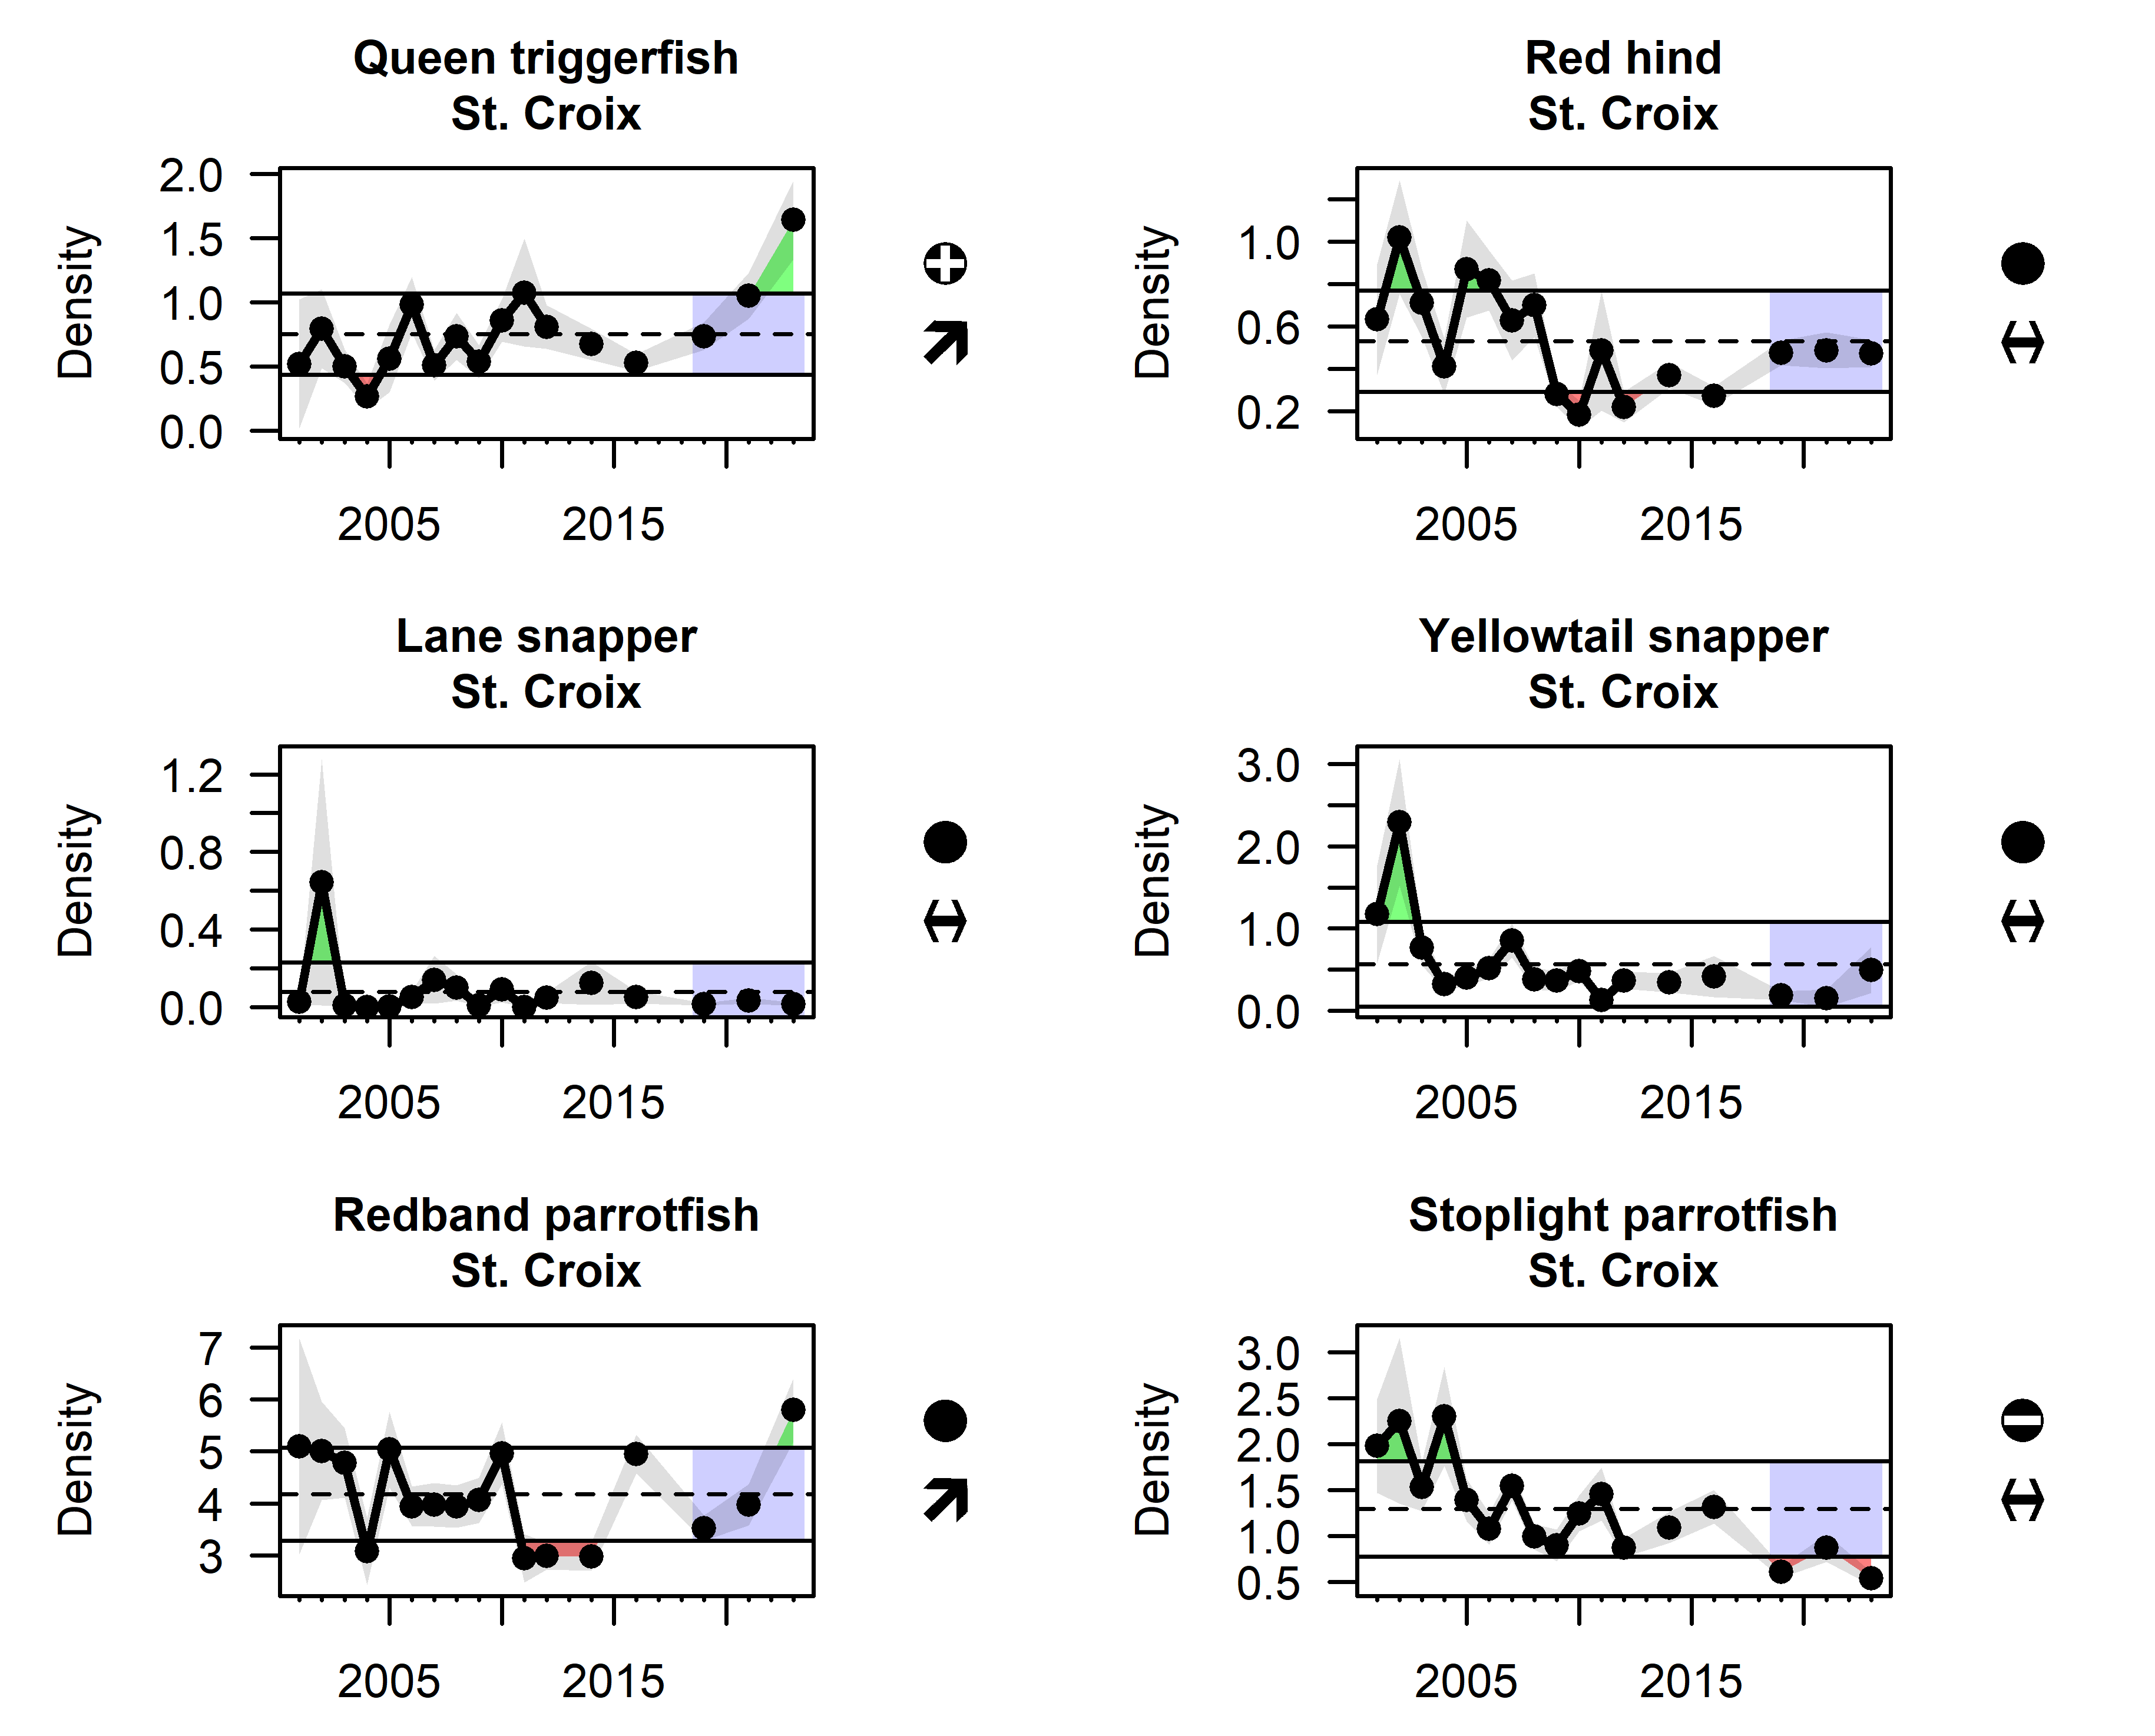 Queen triggerfish
St. Croix
Density
2.0
1.5
1.0
0.5
0.0
2005
2015
Red hind
St. Croix
Density
1.0
0.6
0.2
2005
2015
Lane snapper
St. Croix
Density
1.2
0.8
0.4
0.0
2005
2015
Yellowtail snapper
St. Croix
Density
3.0
2.0
1.0
0.0
2005
2015
Redband parrotfish
St. Croix
Density
7
6
5
4
3
2005
2015
Stoplight parrotfish
St. Croix
Density
3.0
2.5
2.0
1.5
1.0
0.5
2005
2015